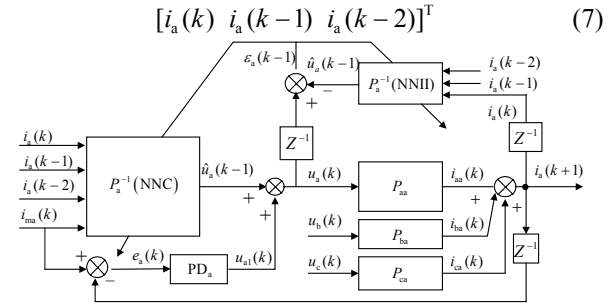 [i_a(k) i_a(k−1) i_a(k−2)]^T (7)
ε_a(k−1) û_a(k−1)
P_a^{-1}(NNII)
i_a(k−2)
i_a(k−1)
i_a(k)
+ −
Z^{-1}
Z^{-1}
i_a(k)
i_a(k−1)
i_a(k−2)
i_ma(k)
P_a^{-1}(NNC)
û_a(k−1)
+
+
u_a(k)
P_aa
i_aa(k)
+
+
i_a(k+1)
u_b(k)
P_ba
i_ba(k)
u_c(k)
P_ca
i_ca(k)
Z^{-1}
+
−
e_a(k)
PD_a
u_a1(k)